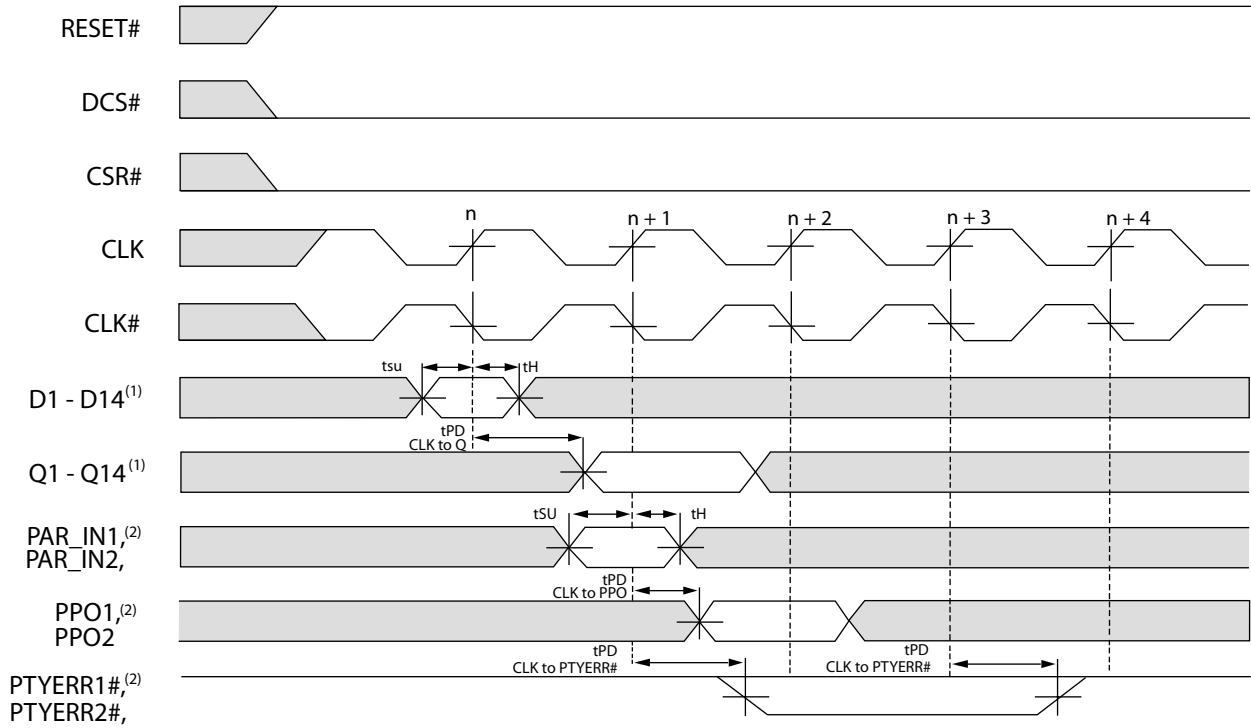 RESET#
DCS#
CSR#
n
n + 1
n + 2
n + 3
n + 4
CLK
CLK#
tsu
tH
D1 - D14(1)
tPD
CLK to Q
Q1 - Q14(1)
tSU
tH
PAR_IN1,(2)
PAR_IN2,
tPD
CLK to PPO
PPO1,(2)
PPO2
tPD
CLK to PTYERR#
tPD
CLK to PTYERR#
PTYERR1#,(2)
PTYERR2#,